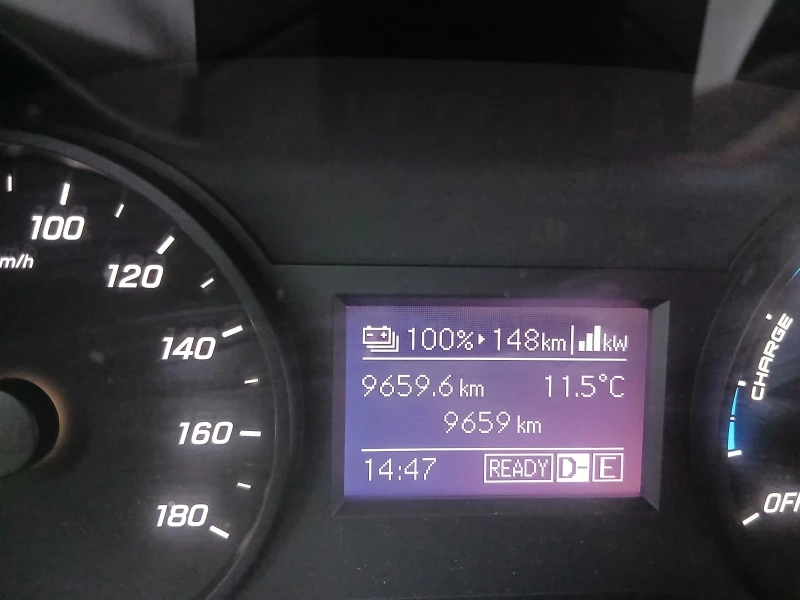 100
m/h
120
140
160
180
100% 148km kW
9659.6 km 11.5°C
9659 km
14:47 READY D- E
CHARGE
OFF